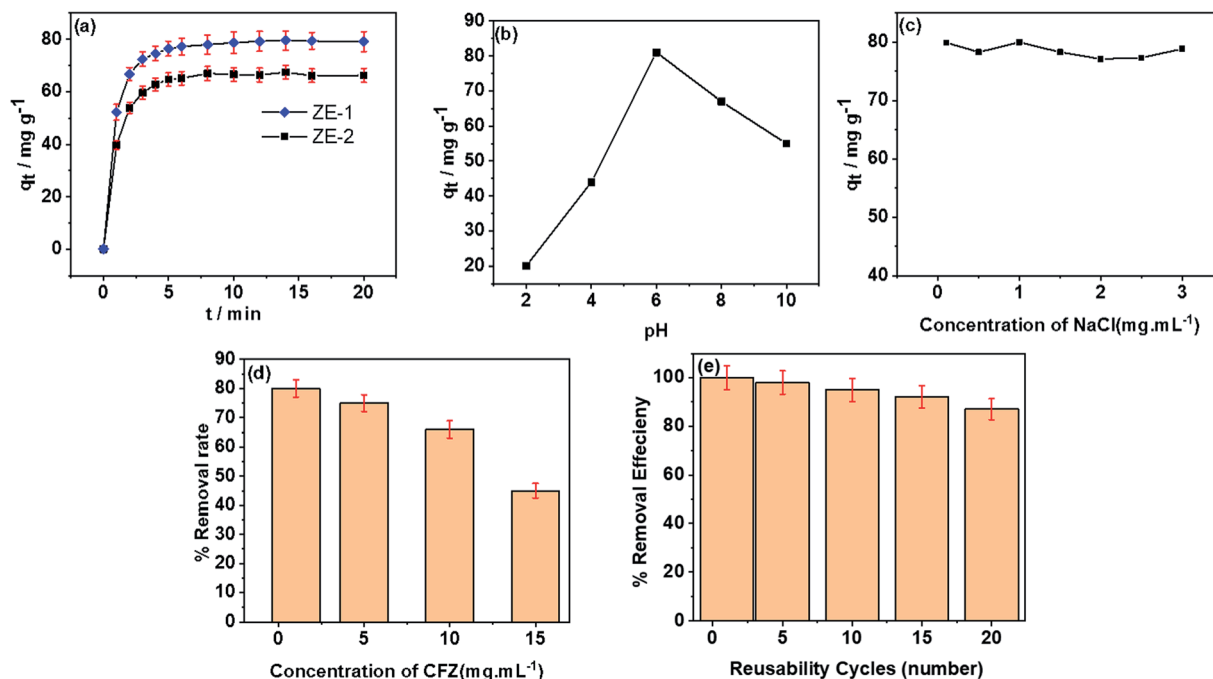 (a)
80
60
40
20
0
qt / mg g-1
ZE-1
ZE-2
0 5 10 15 20
t / min
(b)
90
80
70
60
50
40
30
20
qt / mg g-1
2 4 6 8 10
pH
(c)
80
70
60
50
40
qt / mg g-1
0 1 2 3
Concentration of NaCl(mg.mL-1)
(d)
90
80
70
60
50
40
30
20
10
0
% Removal rate
0 5 10 15
Concentration of CFZ(mg.mL-1)
(e)
100
80
60
40
20
0
% Removal Effecieny
0 5 10 15 20
Reusability Cycles (number)